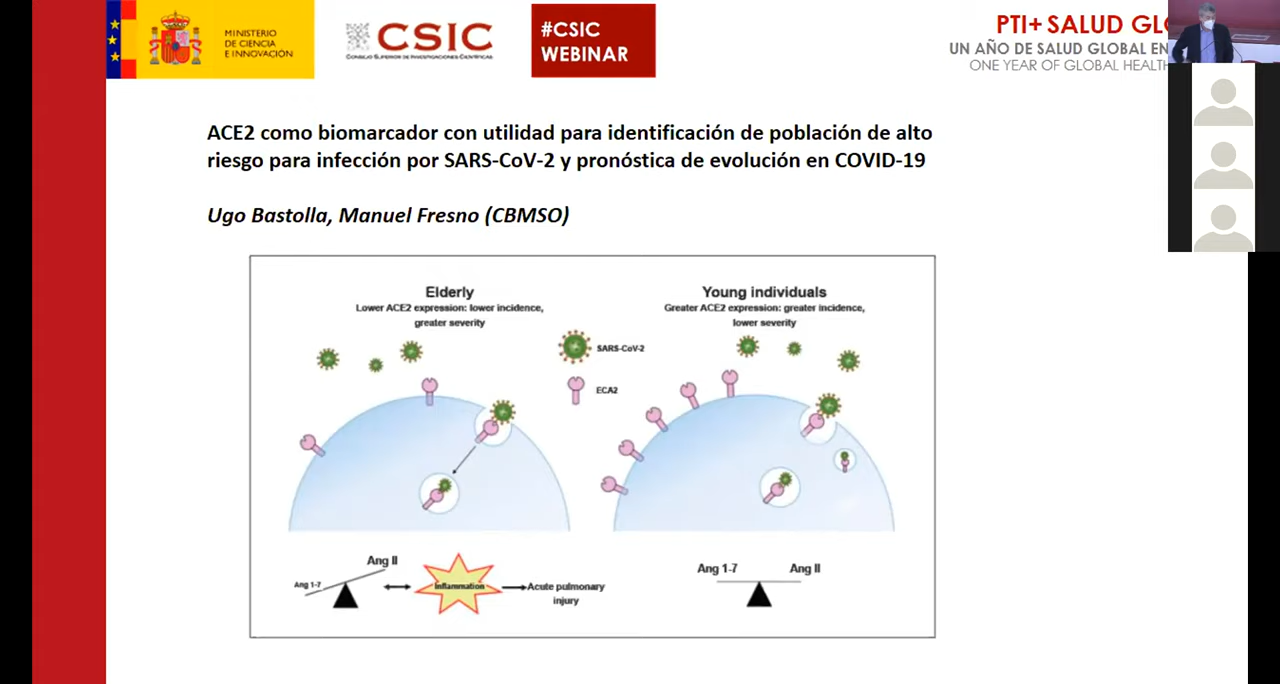 MINISTERIO
DE CIENCIA
E INNOVACIÓN
CSIC
CONSEJO SUPERIOR DE INVESTIGACIONES CIENTÍFICAS
#CSIC
WEBINAR
PTI+ SALUD
UN AÑO DE SALUD GLOBAL EN
ONE YEAR OF GLOBAL HEALTH
ACE2 como biomarcador con utilidad para identificación de población de alto
riesgo para infección por SARS-CoV-2 y pronóstica de evolución en COVID-19
Ugo Bastolla, Manuel Fresno (CBMSO)
Elderly
Lower ACE2 expression: lower incidence,
greater severity
Young individuals
Greater ACE2 expression: greater incidence,
lower severity
SARS-CoV-2
ECA2
Ang 1-7
Ang II
Inflammation
Acute pulmonary
injury
Ang 1-7
Ang II